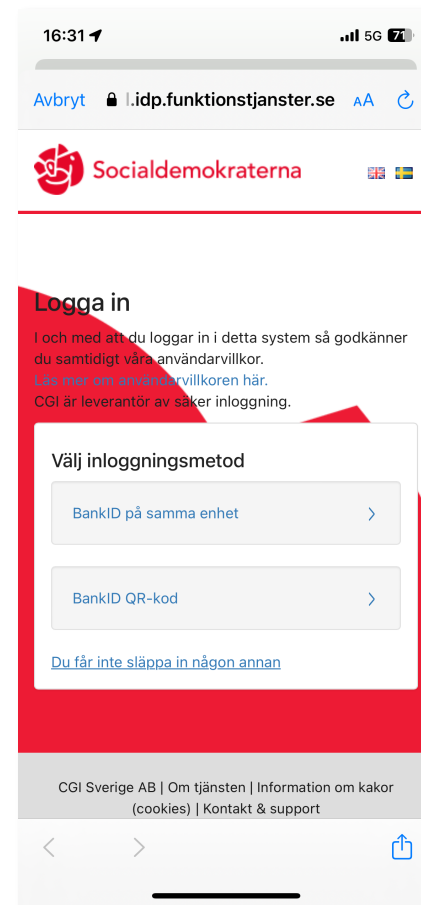 16:31
5G 71
Avbryt l.idp.funktionstjanster.se AA
Socialdemokraterna
Logga in
I och med att du loggar in i detta system så godkänner
du samtidigt våra användarvillkor.
Läs mer om användarvillkoren här.
CGI är leverantör av säker inloggning.
Välj inloggningsmetod
BankID på samma enhet
BankID QR-kod
Du får inte släppa in någon annan
CGI Sverige AB | Om tjänsten | Information om kakor
(cookies) | Kontakt & support